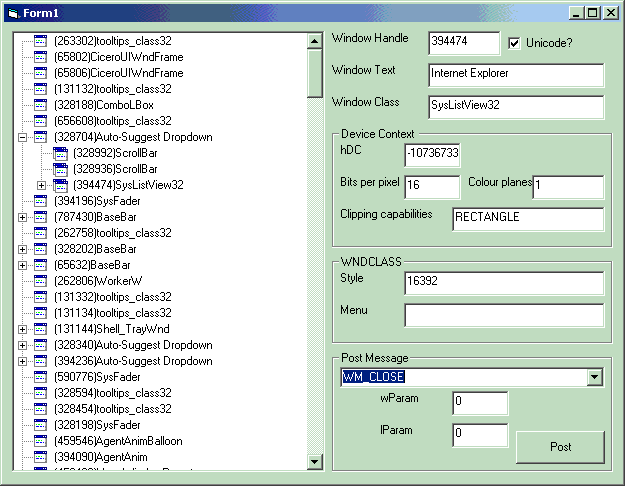 Form1
(263302)tooltips_class32
(65802)CiceroUIWndFrame
(65806)CiceroUIWndFrame
(131132)tooltips_class32
(328188)ComboLBox
(656608)tooltips_class32
(328704)Auto-Suggest Dropdown
(328992)ScrollBar
(328936)ScrollBar
(394474)SysListView32
(394196)SysFader
(787430)BaseBar
(262758)tooltips_class32
(328202)BaseBar
(65632)BaseBar
(262806)WorkerW
(131332)tooltips_class32
(131134)tooltips_class32
(131144)Shell_TrayWnd
(328340)Auto-Suggest Dropdown
(394236)Auto-Suggest Dropdown
(590776)SysFader
(328594)tooltips_class32
(328454)tooltips_class32
(328198)SysFader
(459546)AgentAnimBalloon
(394090)AgentAnim
Window Handle 394474 Unicode?
Window Text Internet Explorer
Window Class SysListView32
Device Context
hDC -10736733
Bits per pixel 16 Colour planes 1
Clipping capabilities RECTANGLE
WNDCLASS
Style 16392
Menu
Post Message
WM_CLOSE
wParam 0
lParam 0
Post